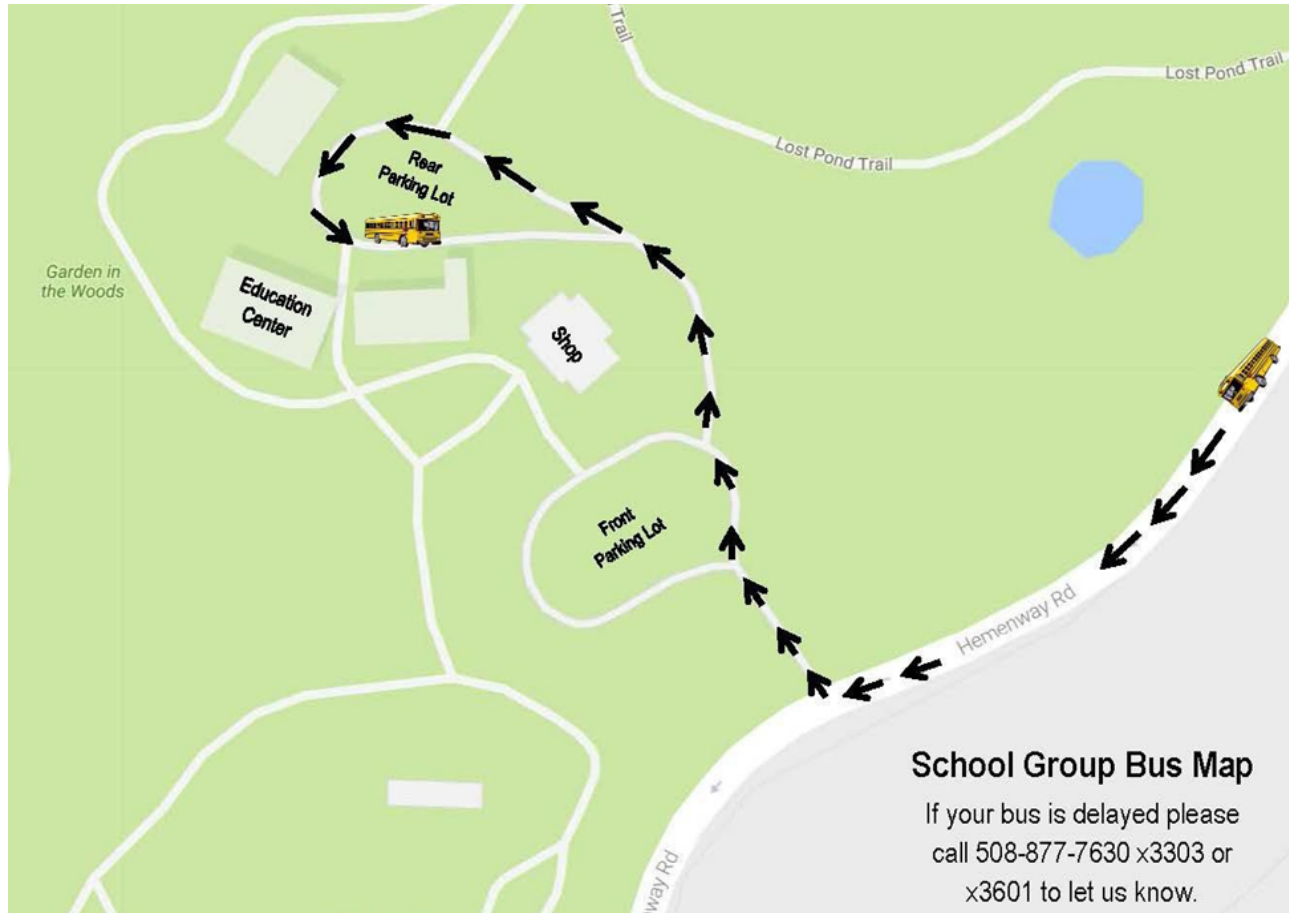 Trail
Lost Pond Trail
Lost Pond Trail
Rear
Parking Lot
Garden in
the Woods
Education
Center
Shop
Front
Parking Lot
Hemenway Rd
way Rd
School Group Bus Map
If your bus is delayed please
call 508-877-7630 x3303 or
x3601 to let us know.